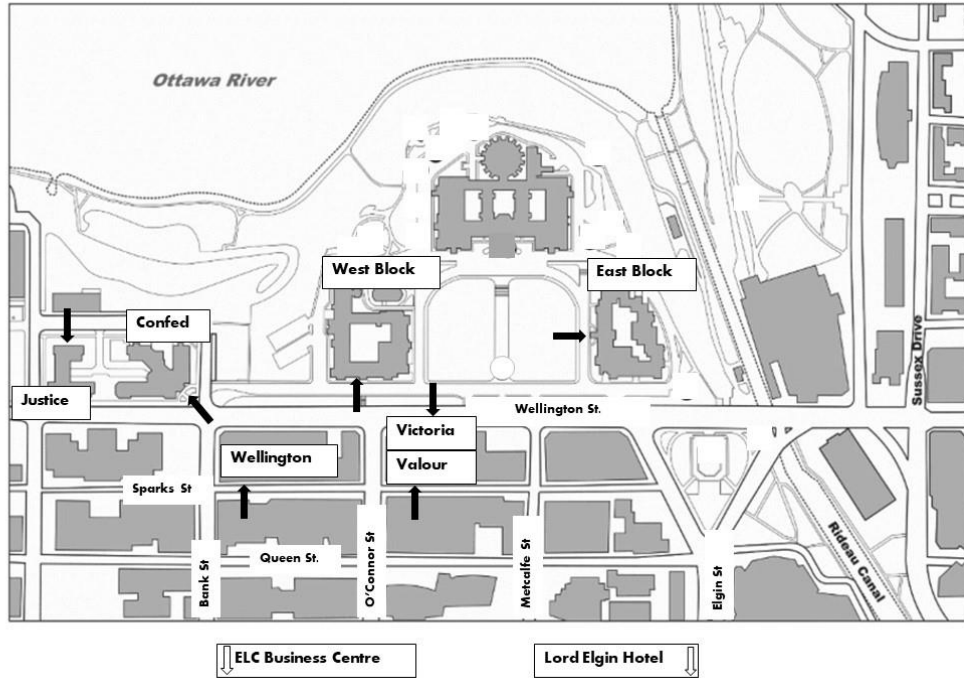 Ottawa River
West Block
East Block
Confed
Justice
Wellington St.
Victoria
Wellington
Valour
Sparks St
Queen St.
Bank St
O'Connor St
Metcalfe St
Elgin St
Rideau Canal
Sussex Drive
ELC Business Centre
Lord Elgin Hotel